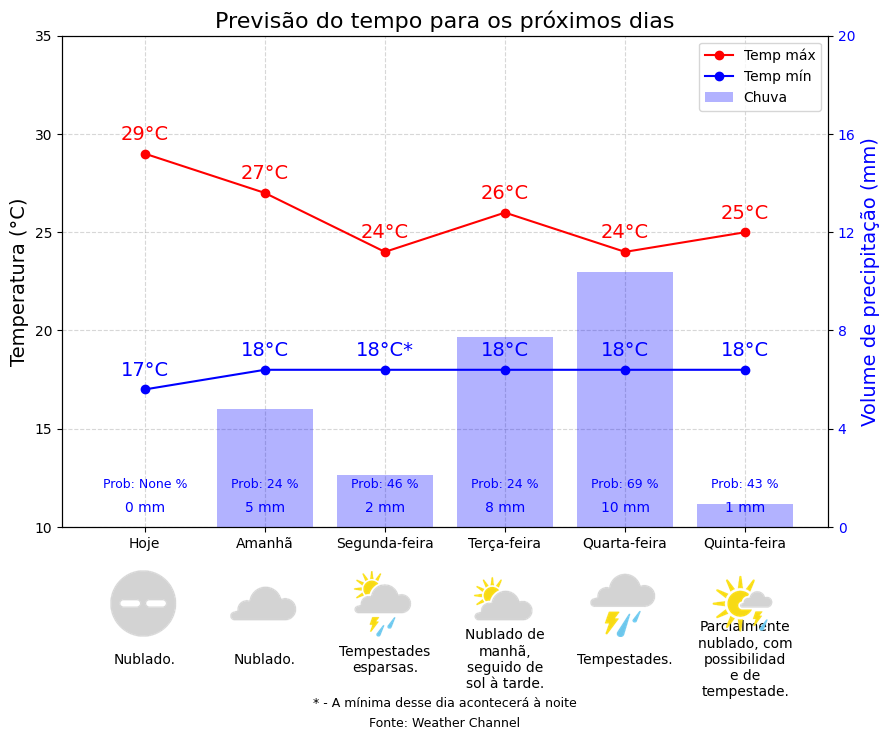 Previsão do tempo para os próximos dias
Temperatura (°C)
Volume de precipitação (mm)
35
30
25
20
15
10
20
16
12
8
4
0
Temp máx
Temp mín
Chuva
29°C
27°C
24°C
26°C
24°C
25°C
17°C
18°C
18°C*
18°C
18°C
18°C
Prob: None %
Prob: 24 %
Prob: 46 %
Prob: 24 %
Prob: 69 %
Prob: 43 %
0 mm
5 mm
2 mm
8 mm
10 mm
1 mm
Hoje
Amanhã
Segunda-feira
Terça-feira
Quarta-feira
Quinta-feira
Nublado.
Nublado.
Tempestades
esparsas.
Nublado de
manhã,
seguido de
sol à tarde.
Tempestades.
Parcialmente
nublado, com
possibilidad
e de
tempestade.
* - A mínima desse dia acontecerá à noite
Fonte: Weather Channel